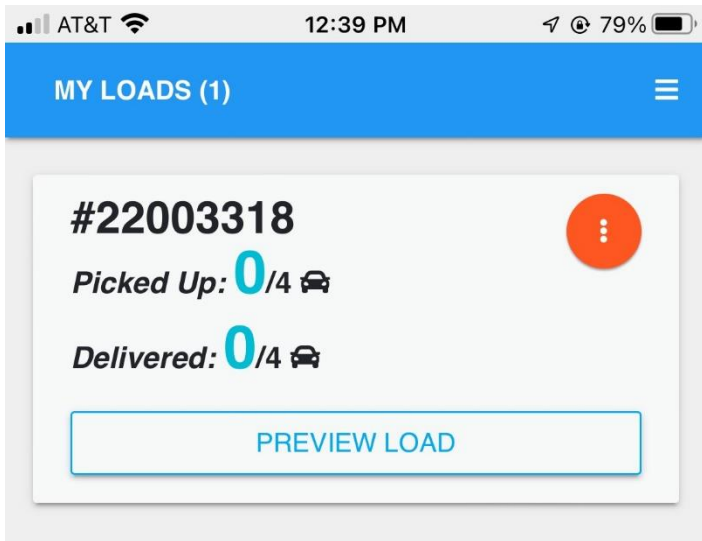 AT&T 12:39 PM 79%
MY LOADS (1)
#22003318
Picked Up: 0/4
Delivered: 0/4
PREVIEW LOAD